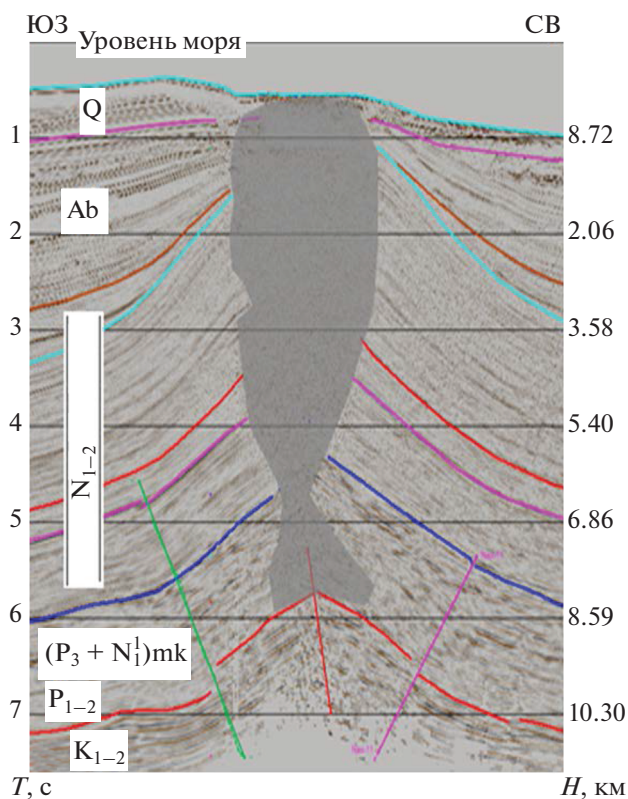 ЮЗ СВ
Уровень моря
Q
1 8.72
Ab
2 2.06
3 3.58
4 5.40
N₁₋₂
5 6.86
6 8.59
(P₃ + N₁¹)mk
P₁₋₂
7 10.30
K₁₋₂
T, с H, км